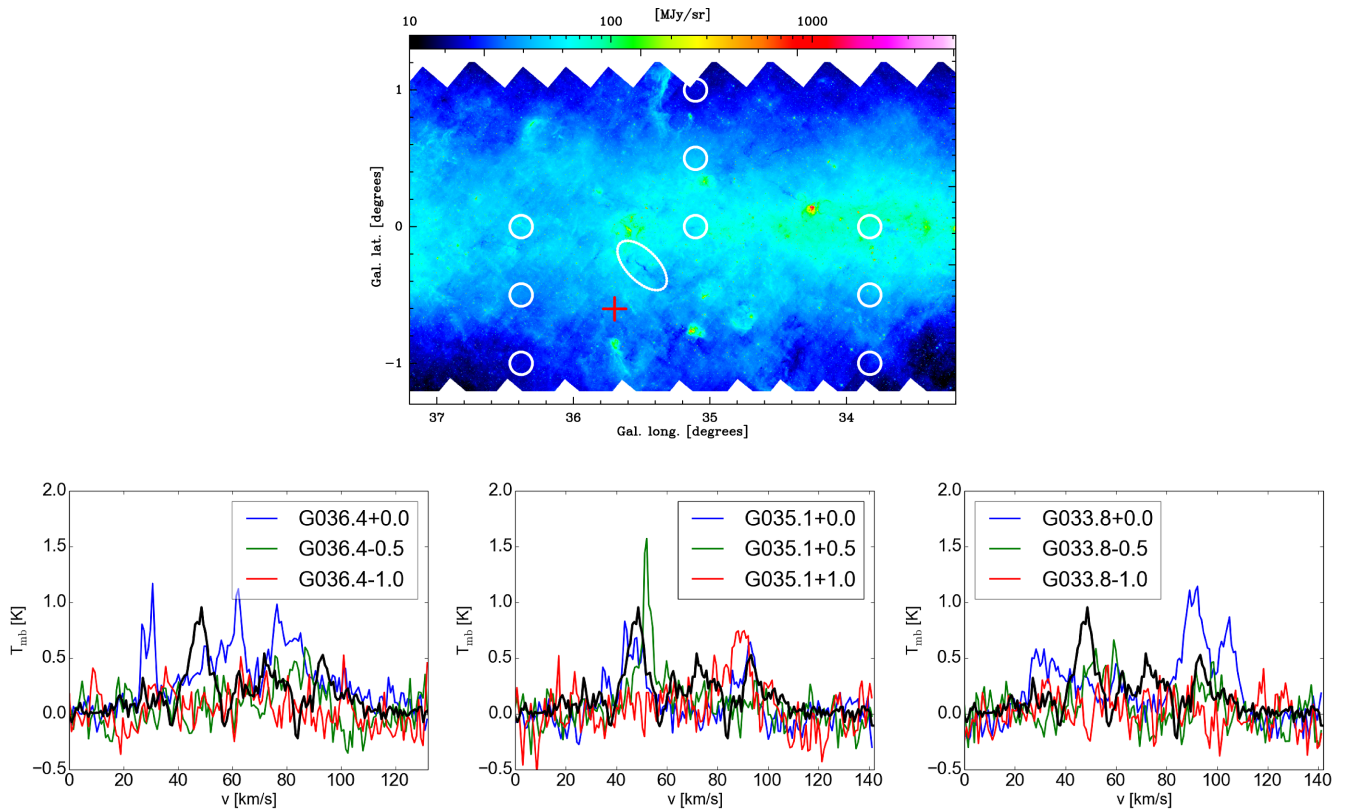 [MJy/sr]
10 100 1000
Gal. lat. [degrees]
1
0
−1
37 36 35 34
Gal. long. [degrees]
T_mb [K]
2.0
1.5
1.0
0.5
0.0
−0.5
G036.4+0.0
G036.4-0.5
G036.4-1.0
0 20 40 60 80 100 120
v [km/s]
T_mb [K]
2.0
1.5
1.0
0.5
0.0
−0.5
G035.1+0.0
G035.1+0.5
G035.1+1.0
0 20 40 60 80 100 120 140
v [km/s]
T_mb [K]
2.0
1.5
1.0
0.5
0.0
−0.5
G033.8+0.0
G033.8-0.5
G033.8-1.0
0 20 40 60 80 100 120 140
v [km/s]